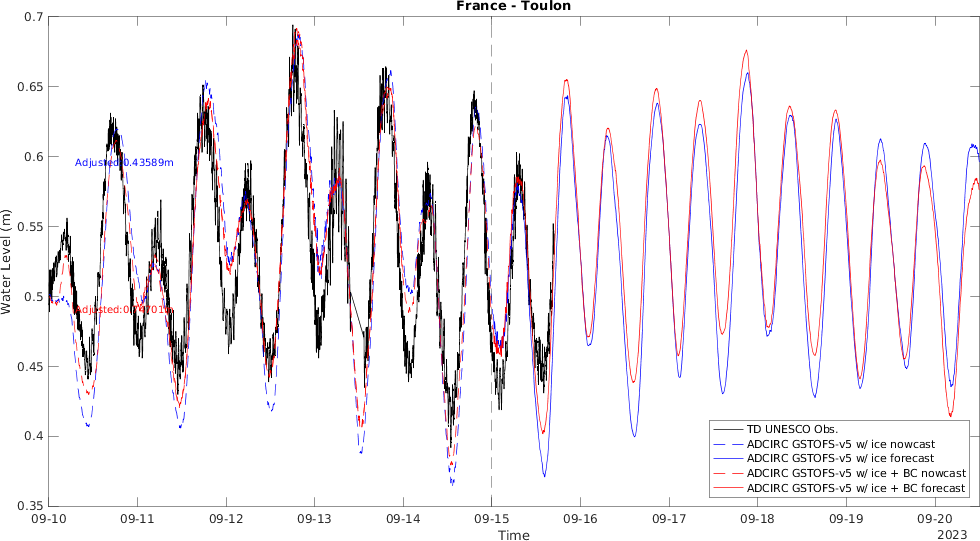 France - Toulon
0.7
0.65
0.6
0.55
0.5
0.45
0.4
0.35
Water Level (m)
Adjusted:0.43589m
TD UNESCO Obs.
ADCIRC GSTOFS-v5 w/ ice nowcast
ADCIRC GSTOFS-v5 w/ ice forecast
ADCIRC GSTOFS-v5 w/ ice + BC nowcast
ADCIRC GSTOFS-v5 w/ ice + BC forecast
09-10 09-11 09-12 09-13 09-14 09-15 09-16 09-17 09-18 09-19 09-20
Time
2023